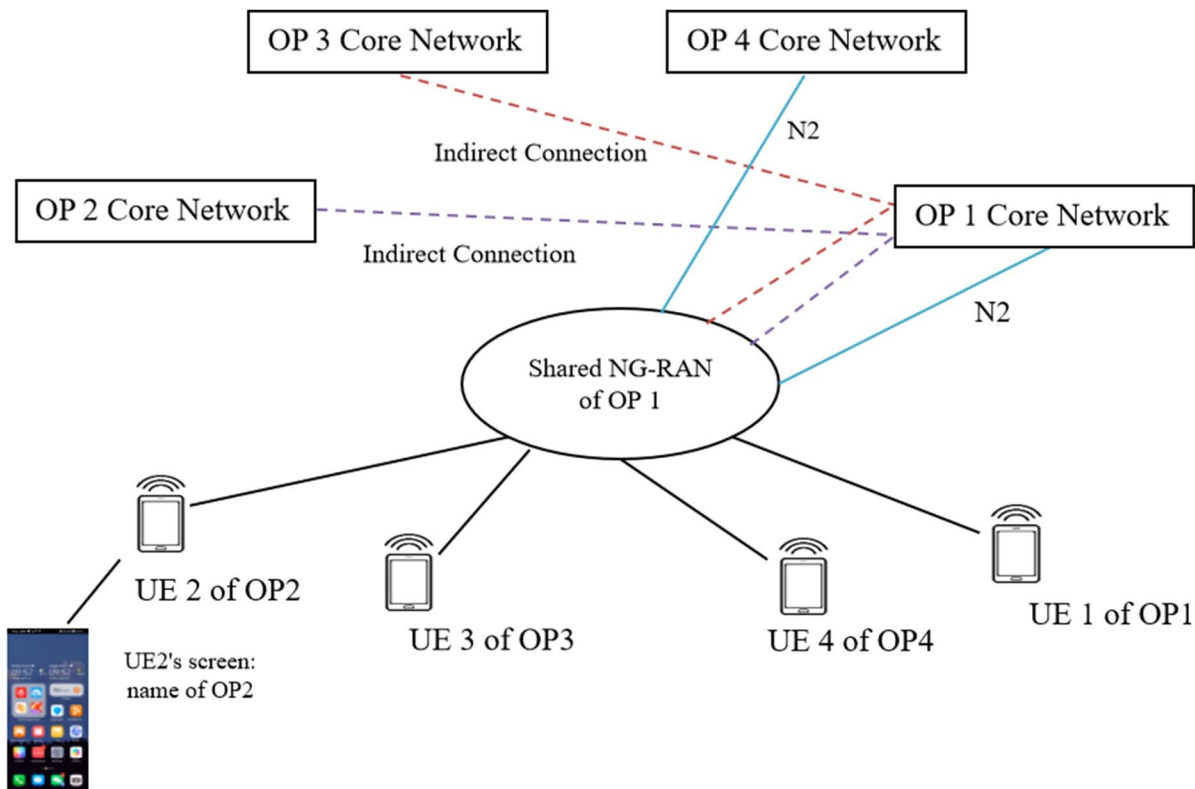 OP 3 Core Network
OP 4 Core Network
N2
Indirect Connection
OP 2 Core Network
OP 1 Core Network
Indirect Connection
N2
Shared NG-RAN
of OP 1
UE 2 of OP2
UE 3 of OP3
UE 4 of OP4
UE 1 of OP1
UE2's screen:
name of OP2